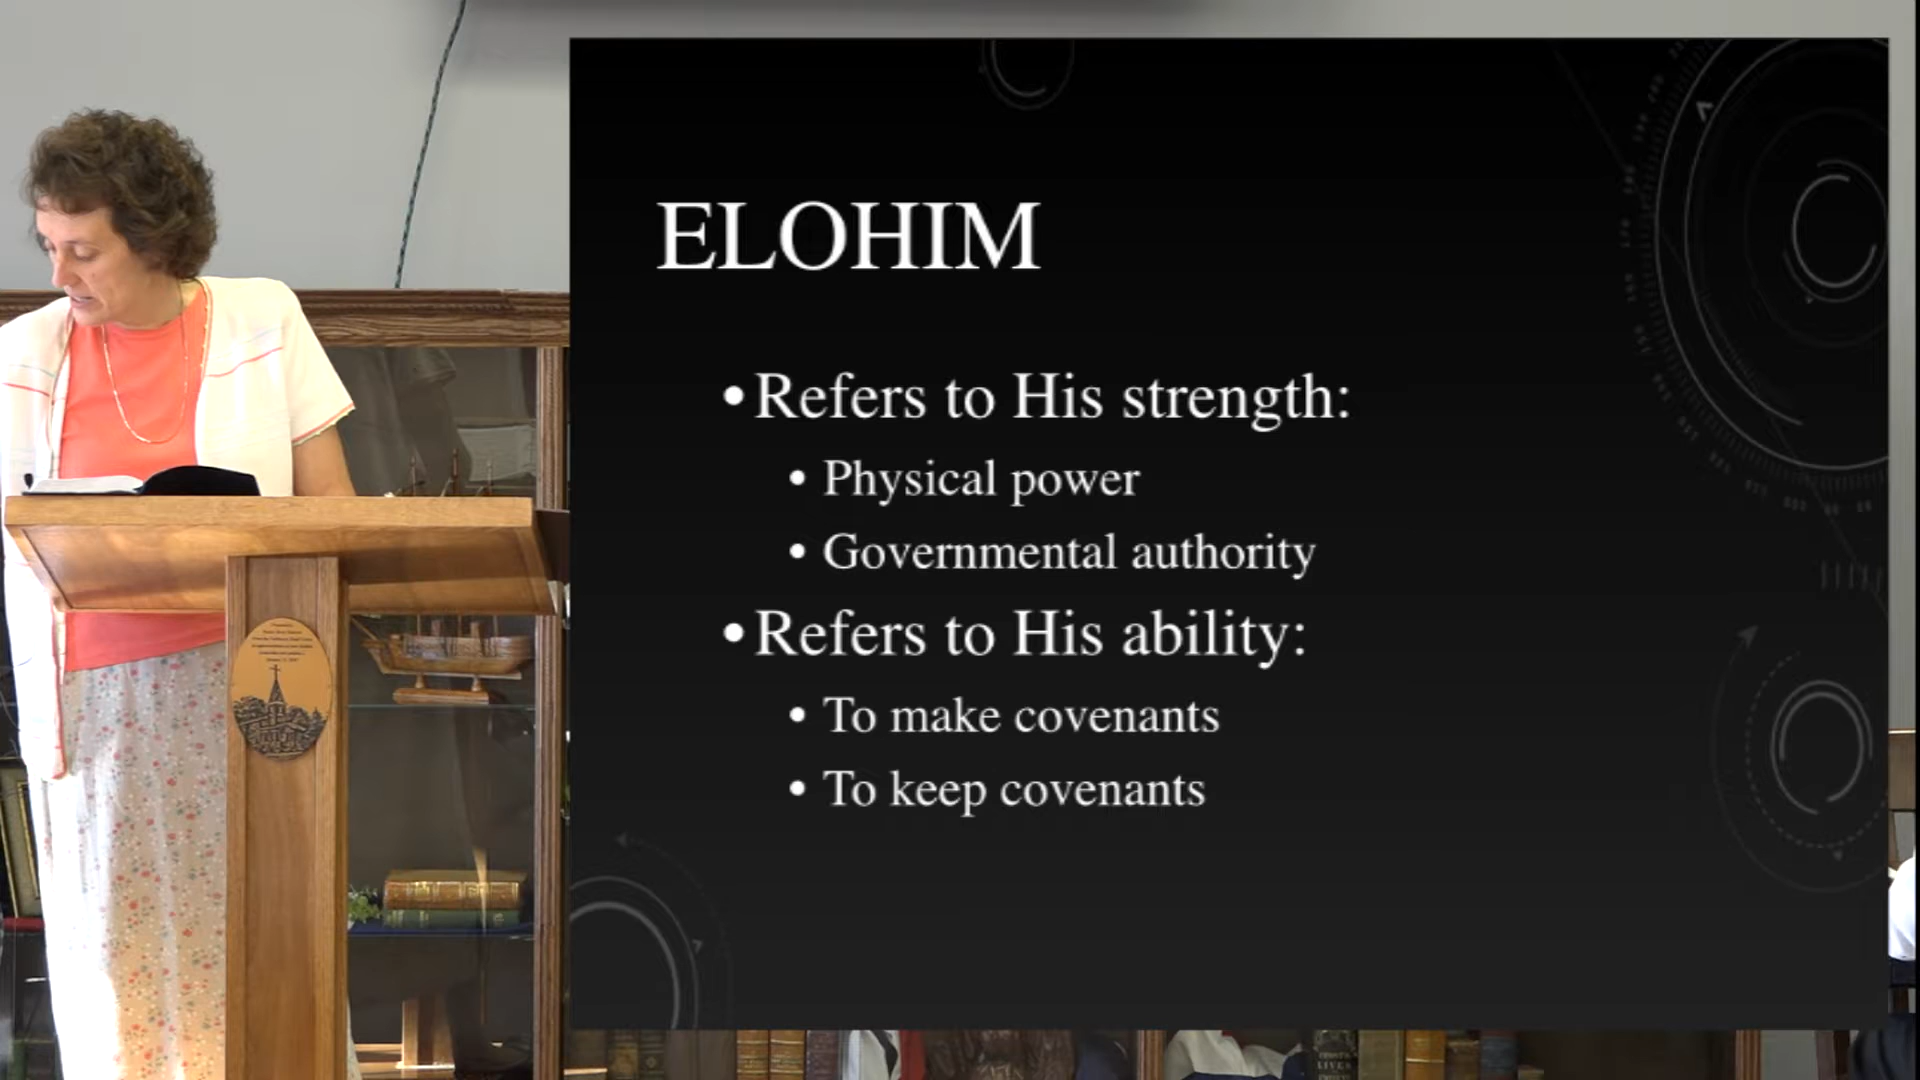 ELOHIM
•Refers to His strength:
• Physical power
• Governmental authority
•Refers to His ability:
• To make covenants
• To keep covenants
LIVES